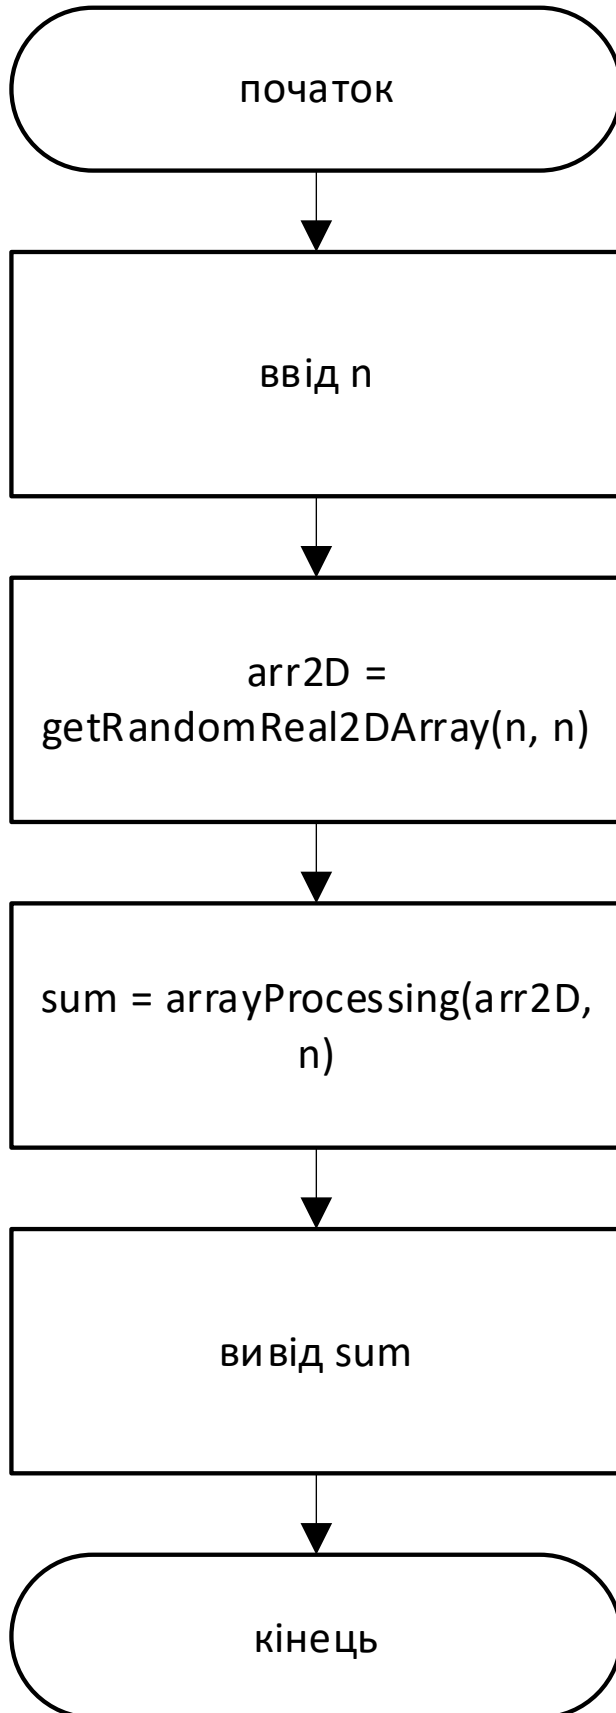 початок
ввід n
arr2D =
getRandomReal2DArray(n, n)
sum = arrayProcessing(arr2D,
n)
вивід sum
кінець